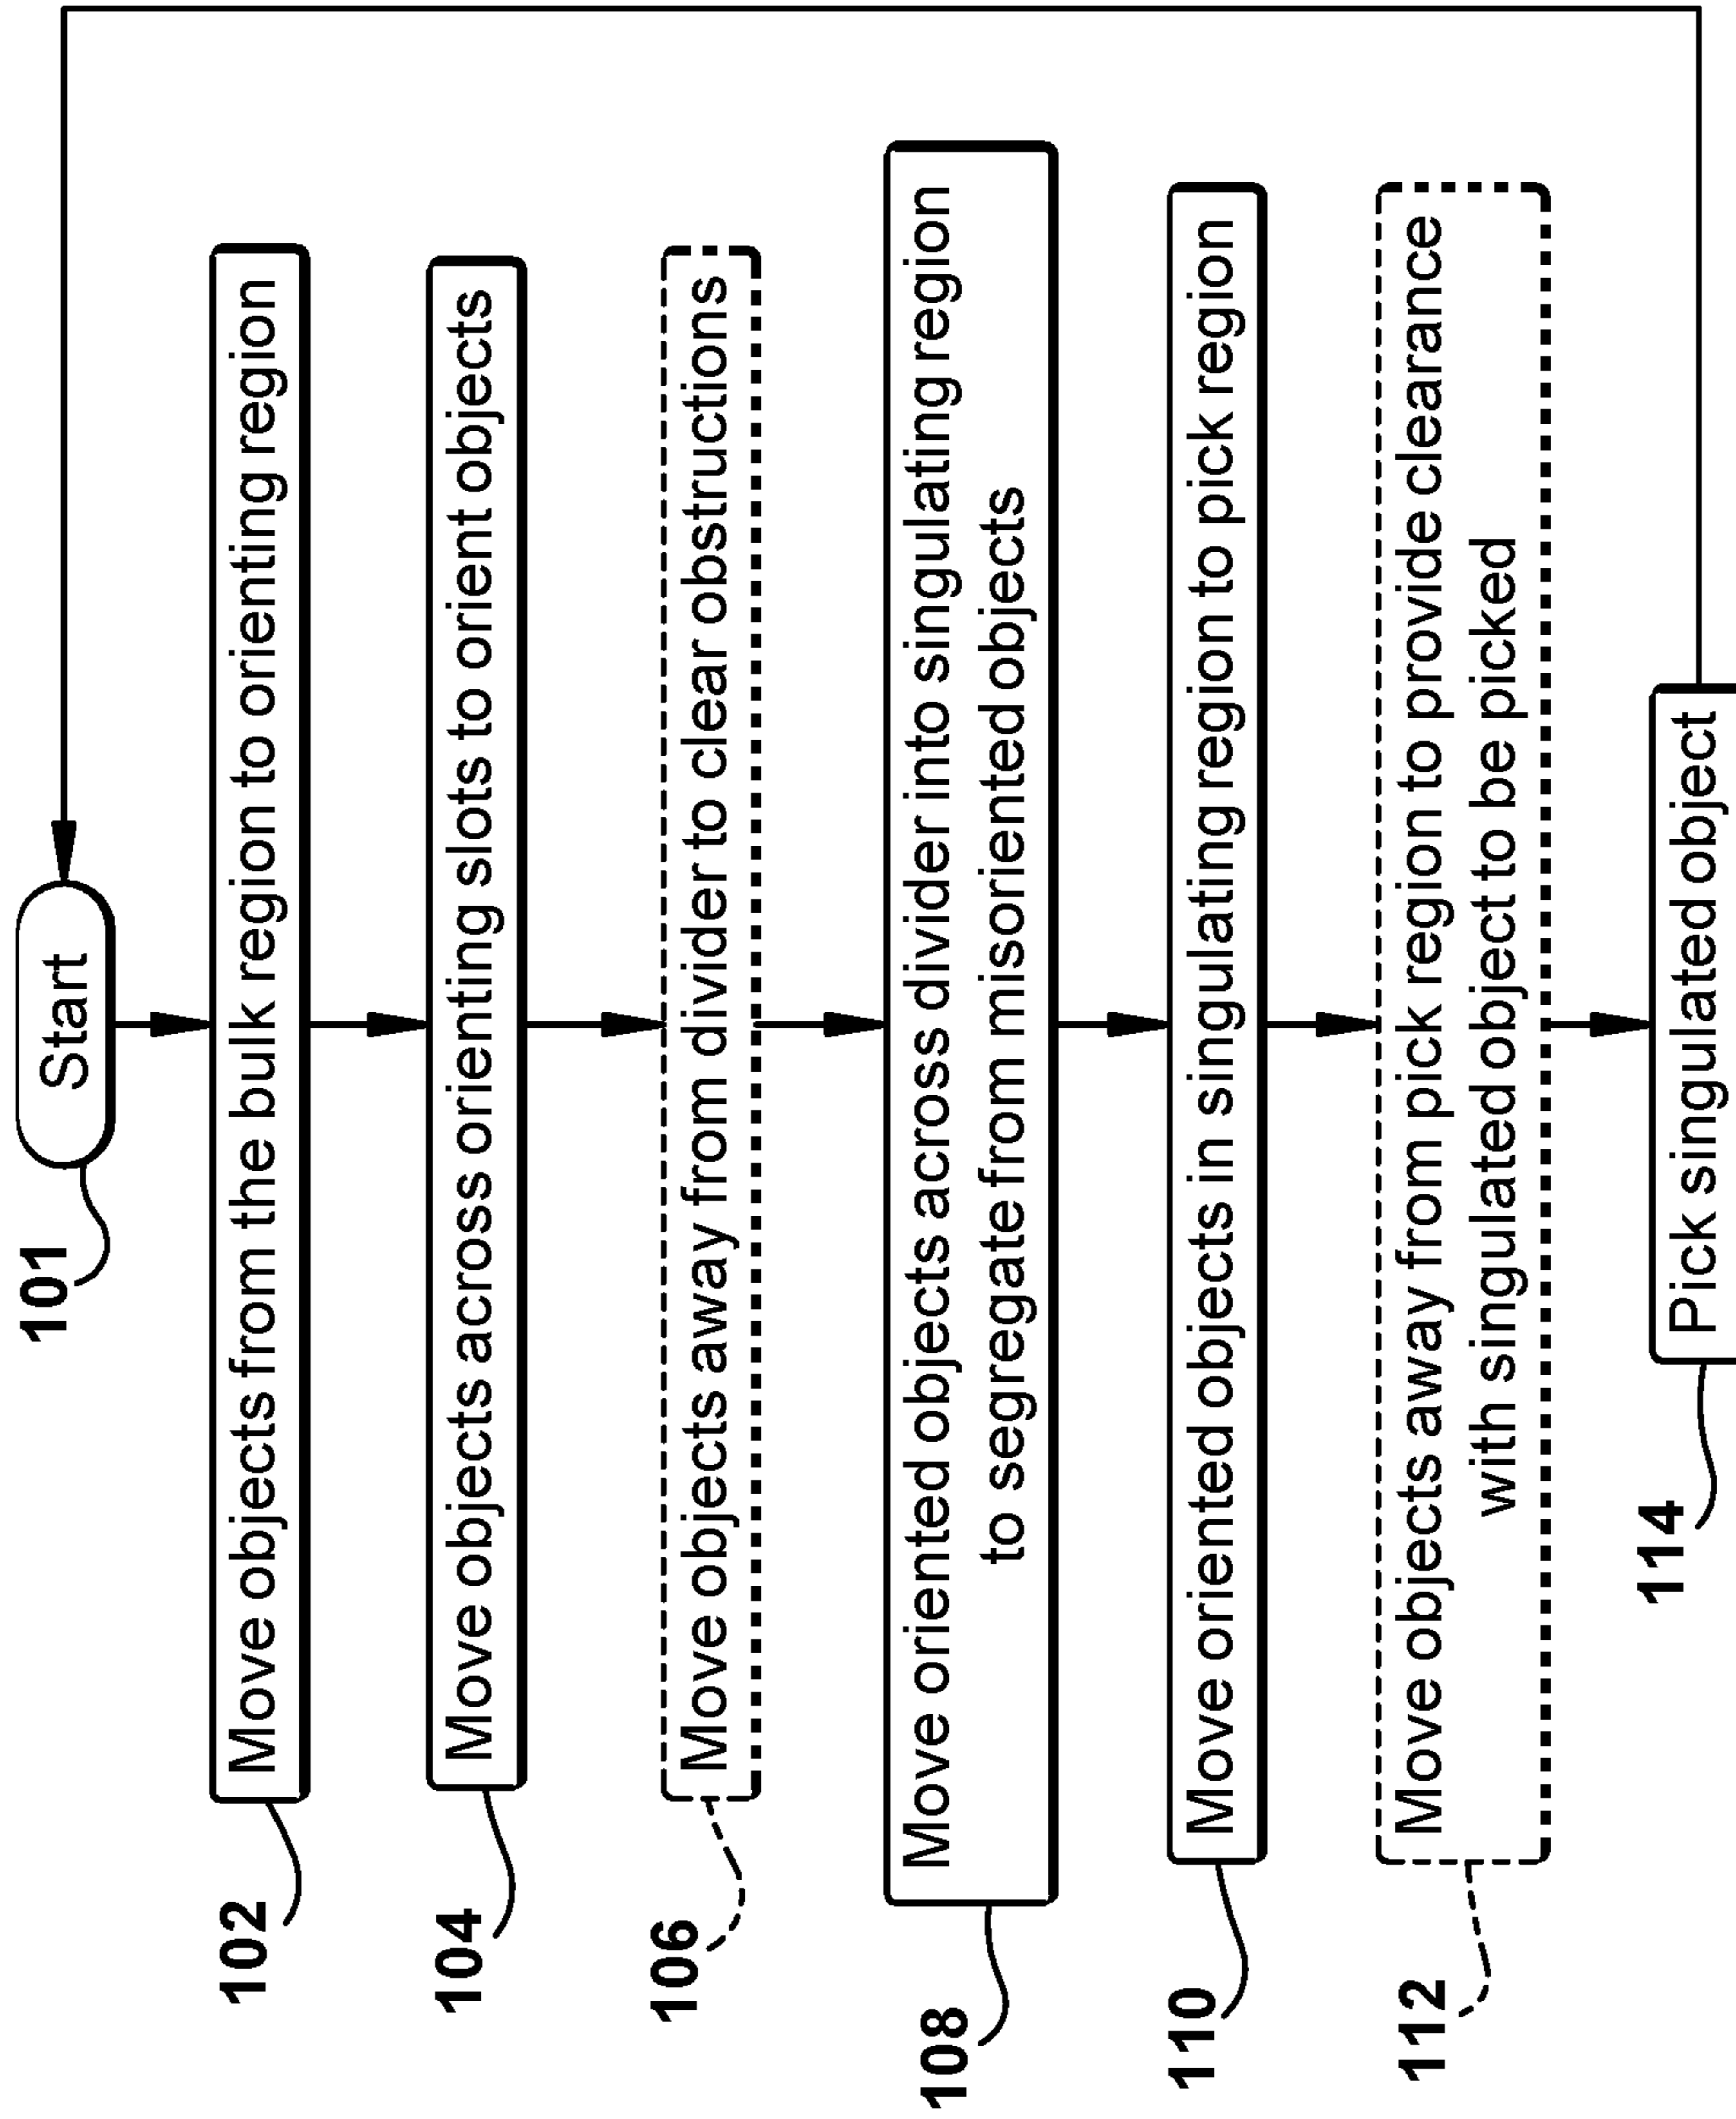 101
Start
102
Move objects from the bulk region to orienting region
104
Move objects across orienting slots to orient objects
106
Move objects away from divider to clear obstructions
108
Move oriented objects across divider into singulating region
to segregate from misoriented objects
110
Move oriented objects in singulating region to pick region
112
Move objects away from pick region to provide clearance
with singulated object to be picked
114
Pick singulated object